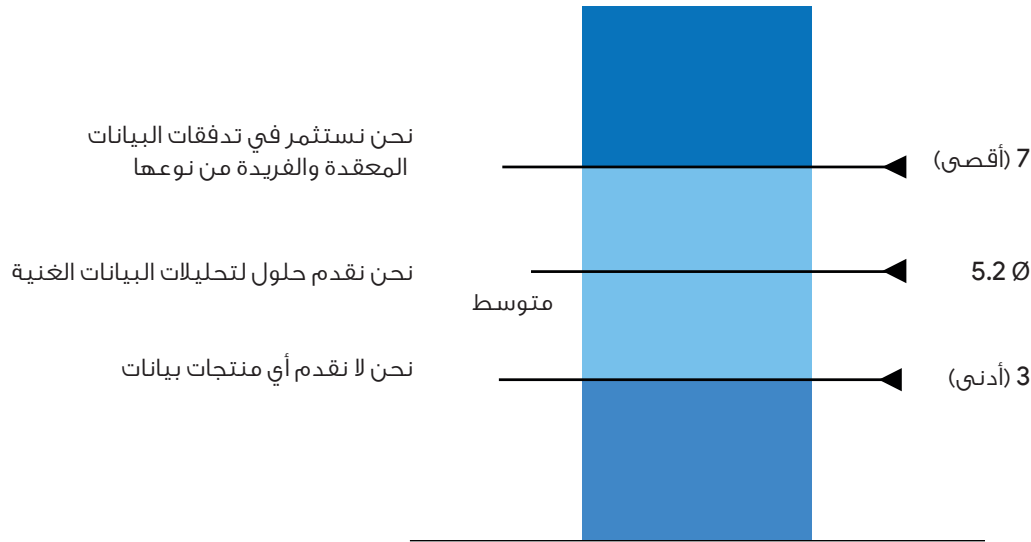 نحن نستثمر في تدفقات البيانات
المعقدة والفريدة من نوعها
7 (أقصى)
نحن نقدم حلول لتحليلات البيانات الغنية
5.2 Ø
متوسط
نحن لا نقدم أي منتجات بيانات
3 (أدنى)